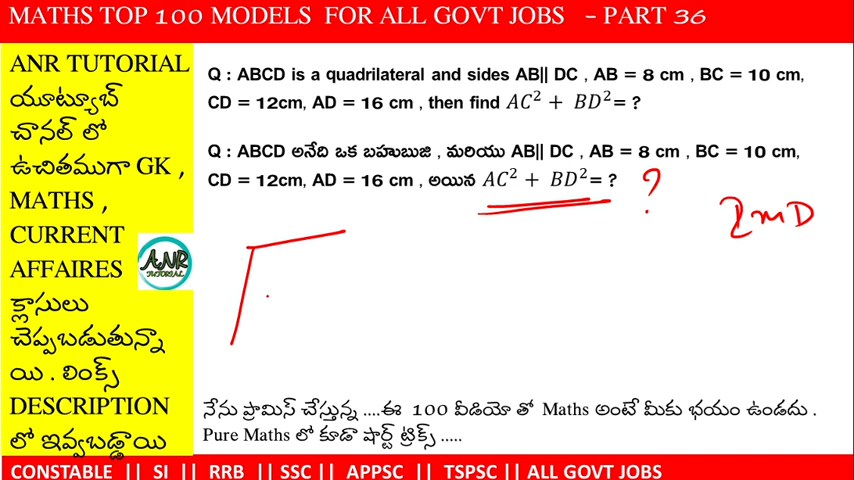 MATHS TOP 100 MODELS FOR ALL GOVT JOBS - PART 36
ANR TUTORIAL
యూట్యూబ్
చానల్ లో
ఉచితముగా GK ,
MATHS ,
CURRENT
AFFAIRES
క్లాసులు
చెప్పబడుతున్నా
యి . లింక్స్
DESCRIPTION
లో ఇవ్వబడ్డాయి
ANR
TUTORIAL
Q : ABCD is a quadrilateral and sides AB|| DC , AB = 8 cm , BC = 10 cm,
CD = 12cm, AD = 16 cm , then find AC² + BD²= ?
Q : ABCD అనేది ఒక బహుబుజి , మరియు AB|| DC , AB = 8 cm , BC = 10 cm,
CD = 12cm, AD = 16 cm , అయిన AC² + BD²= ?
?
నేను ప్రామిస్ చేస్తున్న ....ఈ 100 వీడియో తో Maths అంటే మీకు భయం ఉండదు .
Pure Maths లో కూడా షార్ట్ ట్రిక్స్ .....
CONSTABLE || SI || RRB || SSC || APPSC || TSPSC || ALL GOVT JOBS